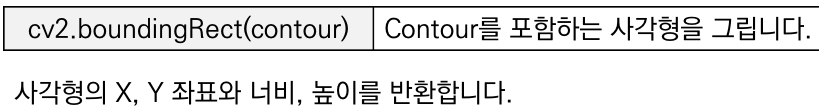 cv2.boundingRect(contour) Contour를 포함하는 사각형을 그립니다.
사각형의 X, Y 좌표와 너비, 높이를 반환합니다.